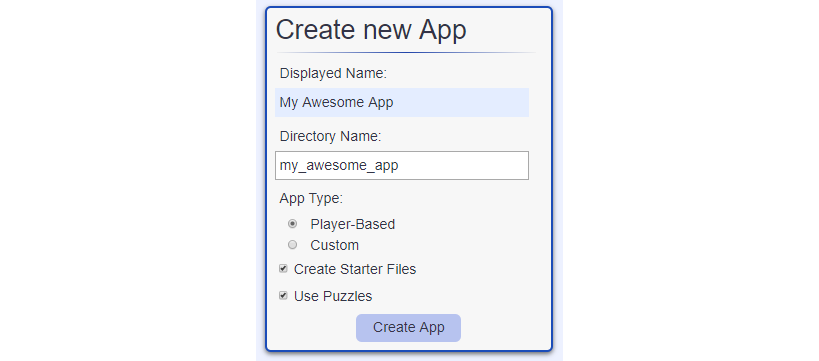 Create new App
Displayed Name:
My Awesome App
Directory Name:
my_awesome_app
App Type:
Player-Based
Custom
Create Starter Files
Use Puzzles
Create App